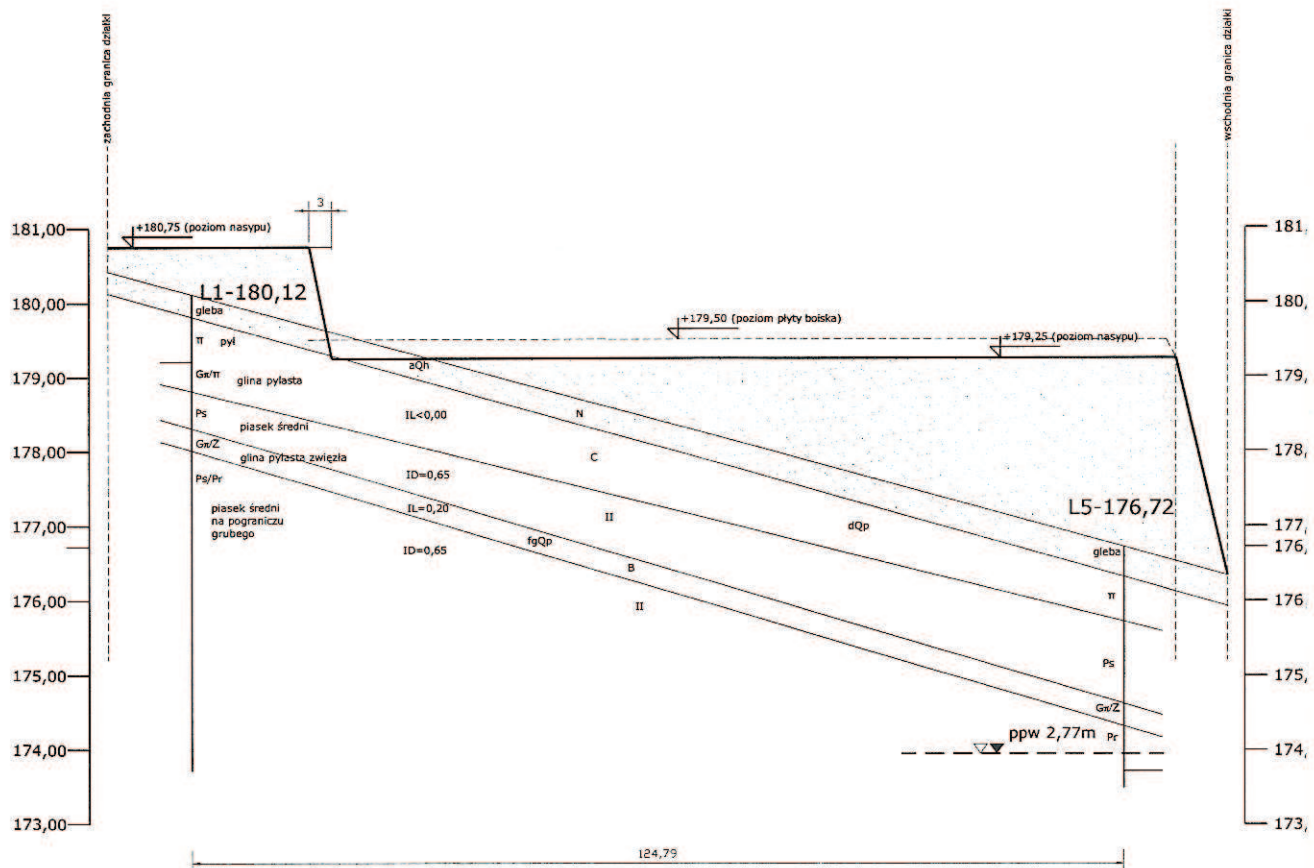 zachodnia granica działki
wschodnia granica działki
3
+180,75 (poziom nasypu)
181,00
181,
L1-180,12
180,00
180,
gleba
+179,50 (poziom płyty boiska)
+179,25 (poziom nasypu)
π pył
aQh
179,00
179,
Gπ/π glina pylasta
Ps
IL<0,00
N
piasek średni
178,00
178,
Gπ/Z glina pylasta zwięzła
C
Ps/Pr
ID=0,65
piasek średni
na pograniczu
grubego
IL=0,20
II
L5-176,72
177,00
177,
dQp
fgQp
ID=0,65
gleba
176,
B
II
π
176,00
176,
Ps
175,00
175,
Gπ/Z
ppw 2,77m
Pr
174,00
174,
173,00
173,
124,79